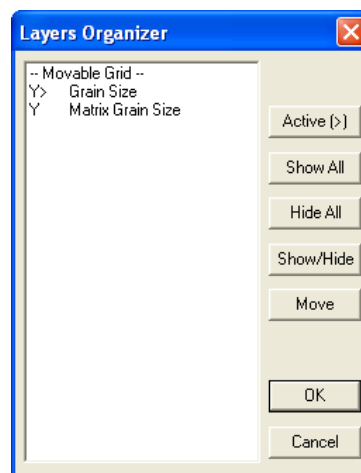 Layers Organizer
-- Movable Grid --
Y> Grain Size
Y Matrix Grain Size
Active (>)
Show All
Hide All
Show/Hide
Move
OK
Cancel